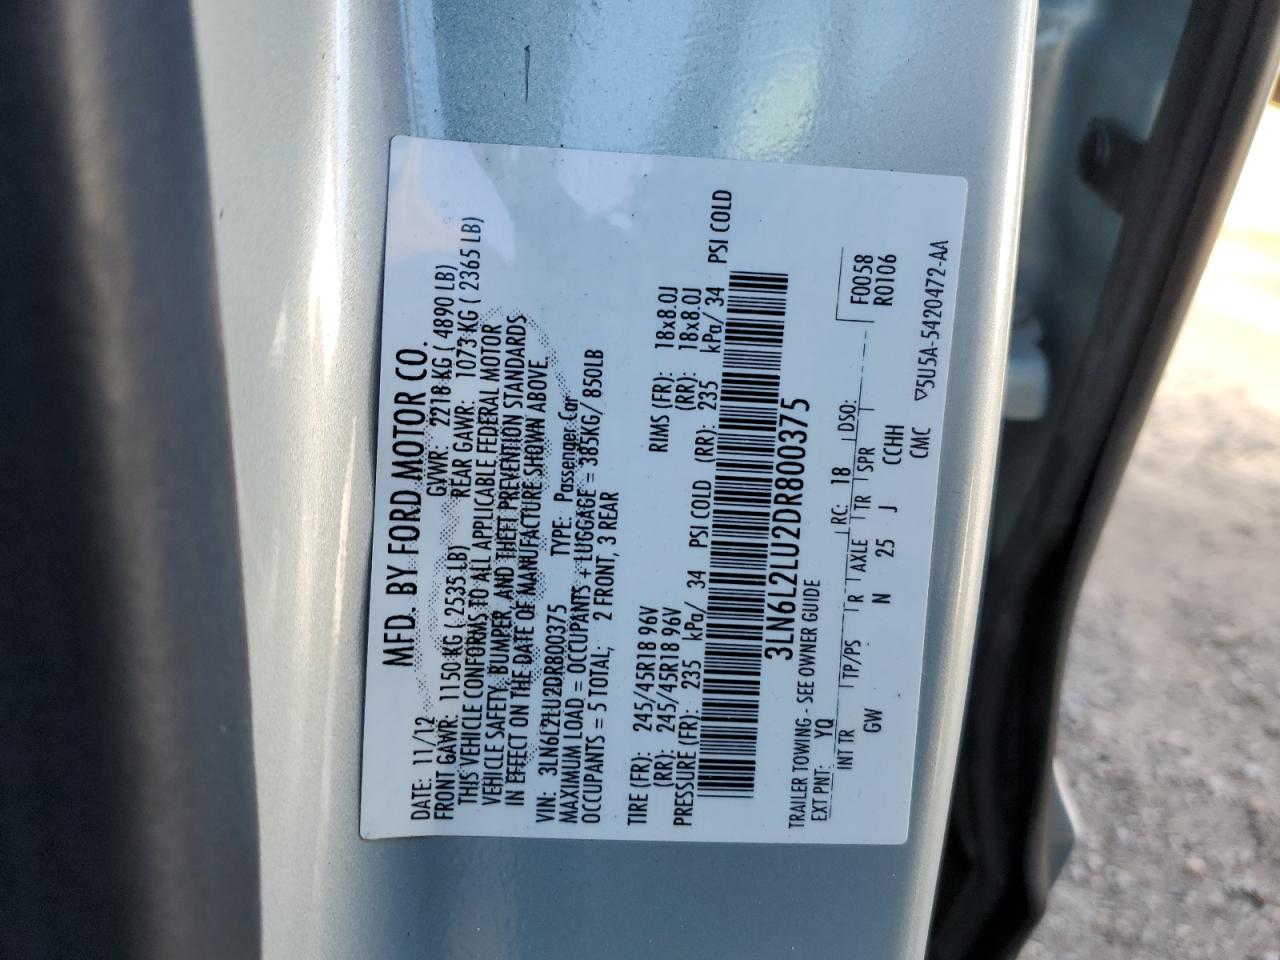 MFD. BY FORD MOTOR CO.
DATE: 11/12 GVWR: 2218 KG ( 4890 LB)
FRONT GAWR: 1150 KG ( 2535 LB) REAR GAWR: 1073 KG ( 2365 LB)
THIS VEHICLE CONFORMS TO ALL APPLICABLE FEDERAL MOTOR
VEHICLE SAFETY, BUMPER, AND THEFT PREVENTION STANDARDS
IN EFFECT ON THE DATE OF MANUFACTURE SHOWN ABOVE.
VIN: 3LN6L2LU2DR800375 TYPE: Passenger Car
MAXIMUM LOAD = OCCUPANTS + LUGGAGE = 385KG/ 850LB
OCCUPANTS = 5 TOTAL; 2 FRONT, 3 REAR
TIRE (FR): 245/45R18 96V RIMS (FR): 18x8.0J
(RR): 245/45R18 96V (RR): 18x8.0J
PRESSURE (FR): 235 kPa/ 34 PSI COLD (RR): 235 kPa/ 34 PSI COLD
3LN6L2LU2DR800375
TRAILER TOWING - SEE OWNER GUIDE
EXT PNT: YQ RC: 18 DSO: F0058
R0106
INT TR TP/PS R AXLE TR SPR
GW N 25 J CCHH
CMC ▽5U5A-5420472-AA